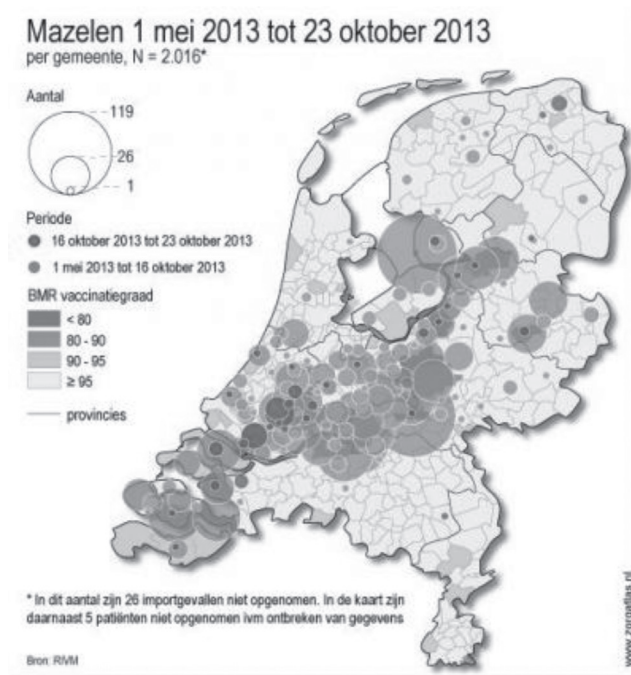 Mazelen 1 mei 2013 tot 23 oktober 2013
per gemeente, N = 2.016*
Aantal
119
26
1
Periode
16 oktober 2013 tot 23 oktober 2013
1 mei 2013 tot 16 oktober 2013
BMR vaccinatiegraad
< 80
80 - 90
90 - 95
≥ 95
provincies
* In dit aantal zijn 26 importgevallen niet opgenomen. In de kaart zijn
daarnaast 5 patiënten niet opgenomen ivm ontbreken van gegevens
Bron: RIVM
www.zorgatlas.nl